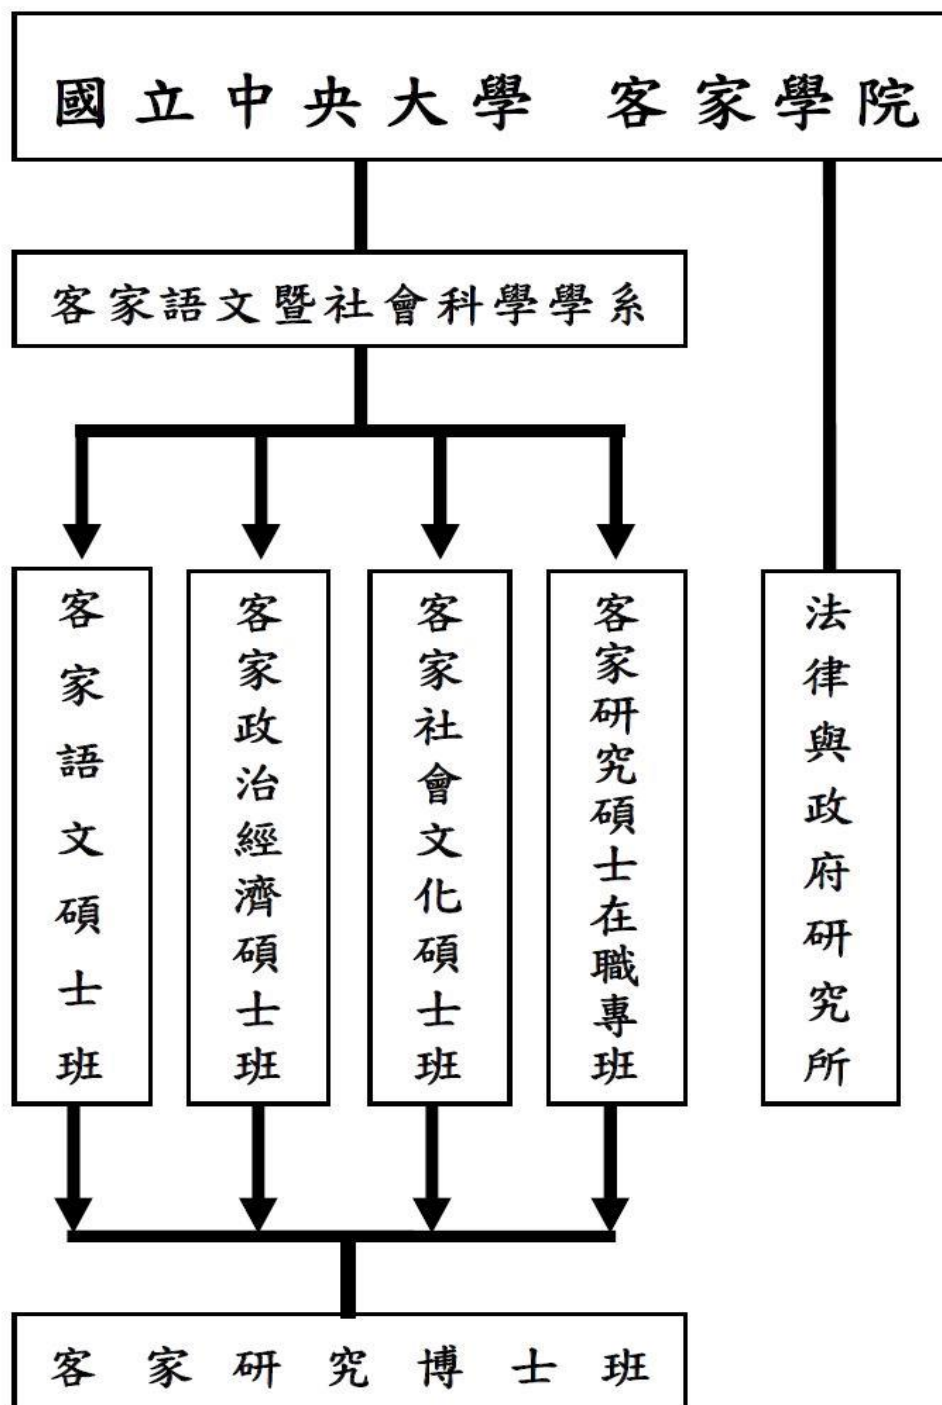 國立中央大學 客家學院
客家語文暨社會科學學系
客家語文碩士班
客家政治經濟碩士班
客家社會文化碩士班
客家研究碩士在職專班
法律與政府研究所
客家研究博士班